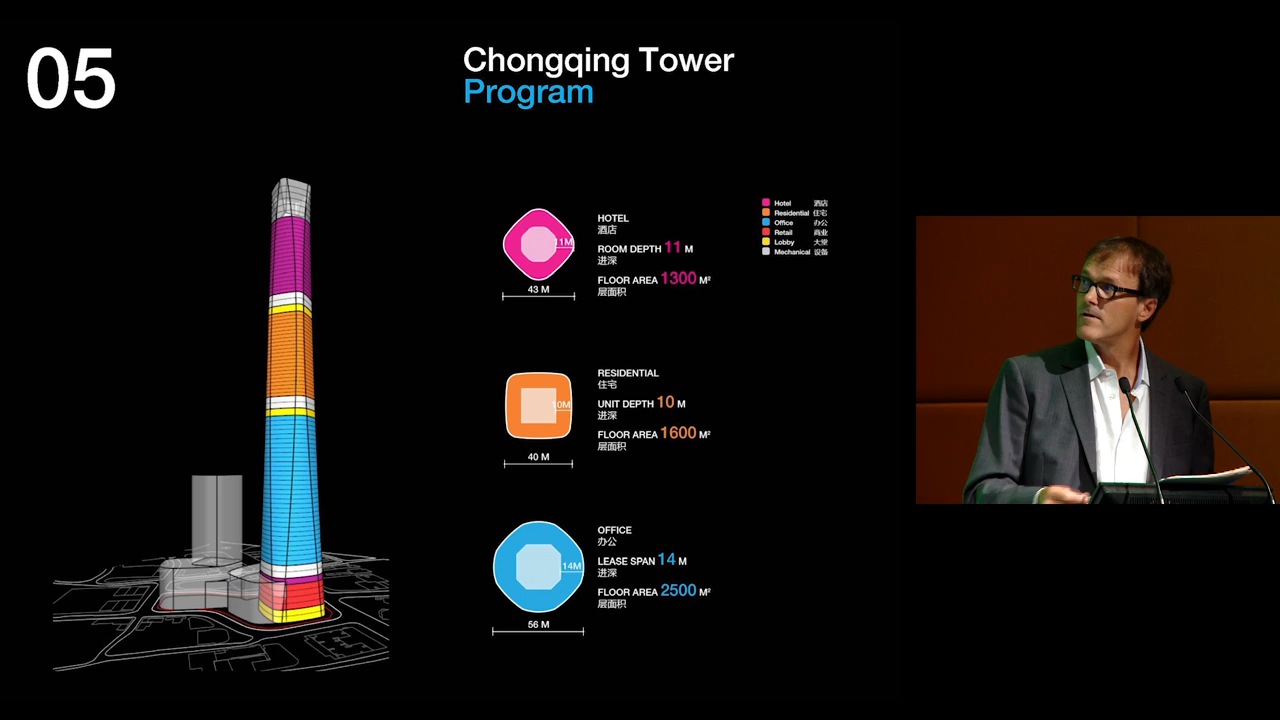 05
Chongqing Tower
Program
HOTEL
酒店
ROOM DEPTH 11 M
进深
FLOOR AREA 1300 M²
层面积
11M
43 M
Hotel 酒店
Residential 住宅
Office 办公
Retail 商业
Lobby 大堂
Mechanical 设备
RESIDENTIAL
住宅
UNIT DEPTH 10 M
进深
FLOOR AREA 1600 M²
层面积
10M
40 M
OFFICE
办公
LEASE SPAN 14 M
进深
FLOOR AREA 2500 M²
层面积
14M
56 M